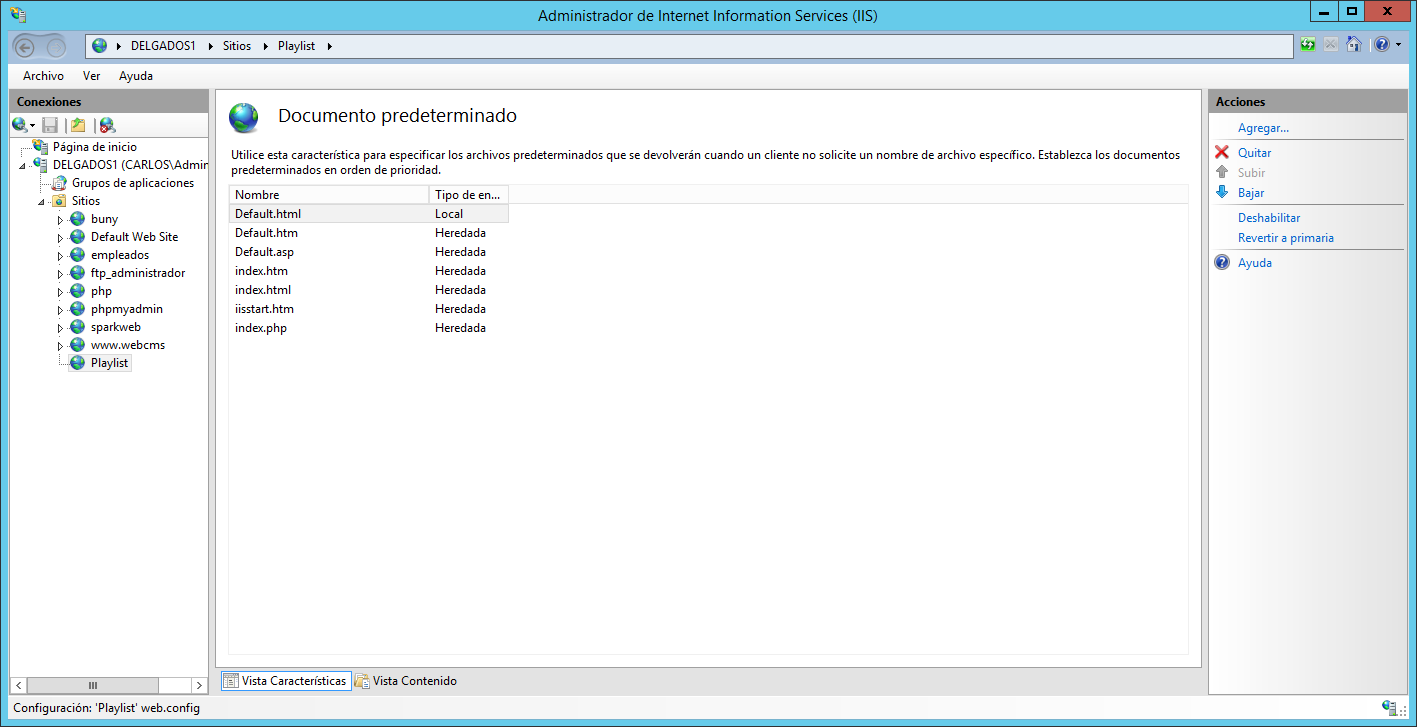 Administrador de Internet Information Services (IIS)
DELGADOS1 Sitios Playlist
Archivo Ver Ayuda
Conexiones
Página de inicio
DELGADOS1 (CARLOS\Admin
Grupos de aplicaciones
Sitios
buny
Default Web Site
empleados
ftp_administrador
php
phpmyadmin
sparkweb
www.webcms
Playlist
Documento predeterminado
Utilice esta característica para especificar los archivos predeterminados que se devolverán cuando un cliente no solicite un nombre de archivo específico. Establezca los documentos
predeterminados en orden de prioridad.
Nombre Tipo de en...
Default.html Local
Default.htm Heredada
Default.asp Heredada
index.htm Heredada
index.html Heredada
iisstart.htm Heredada
index.php Heredada
Vista Características Vista Contenido
Acciones
Agregar...
Quitar
Subir
Bajar
Deshabilitar
Revertir a primaria
Ayuda
Configuración: 'Playlist' web.config